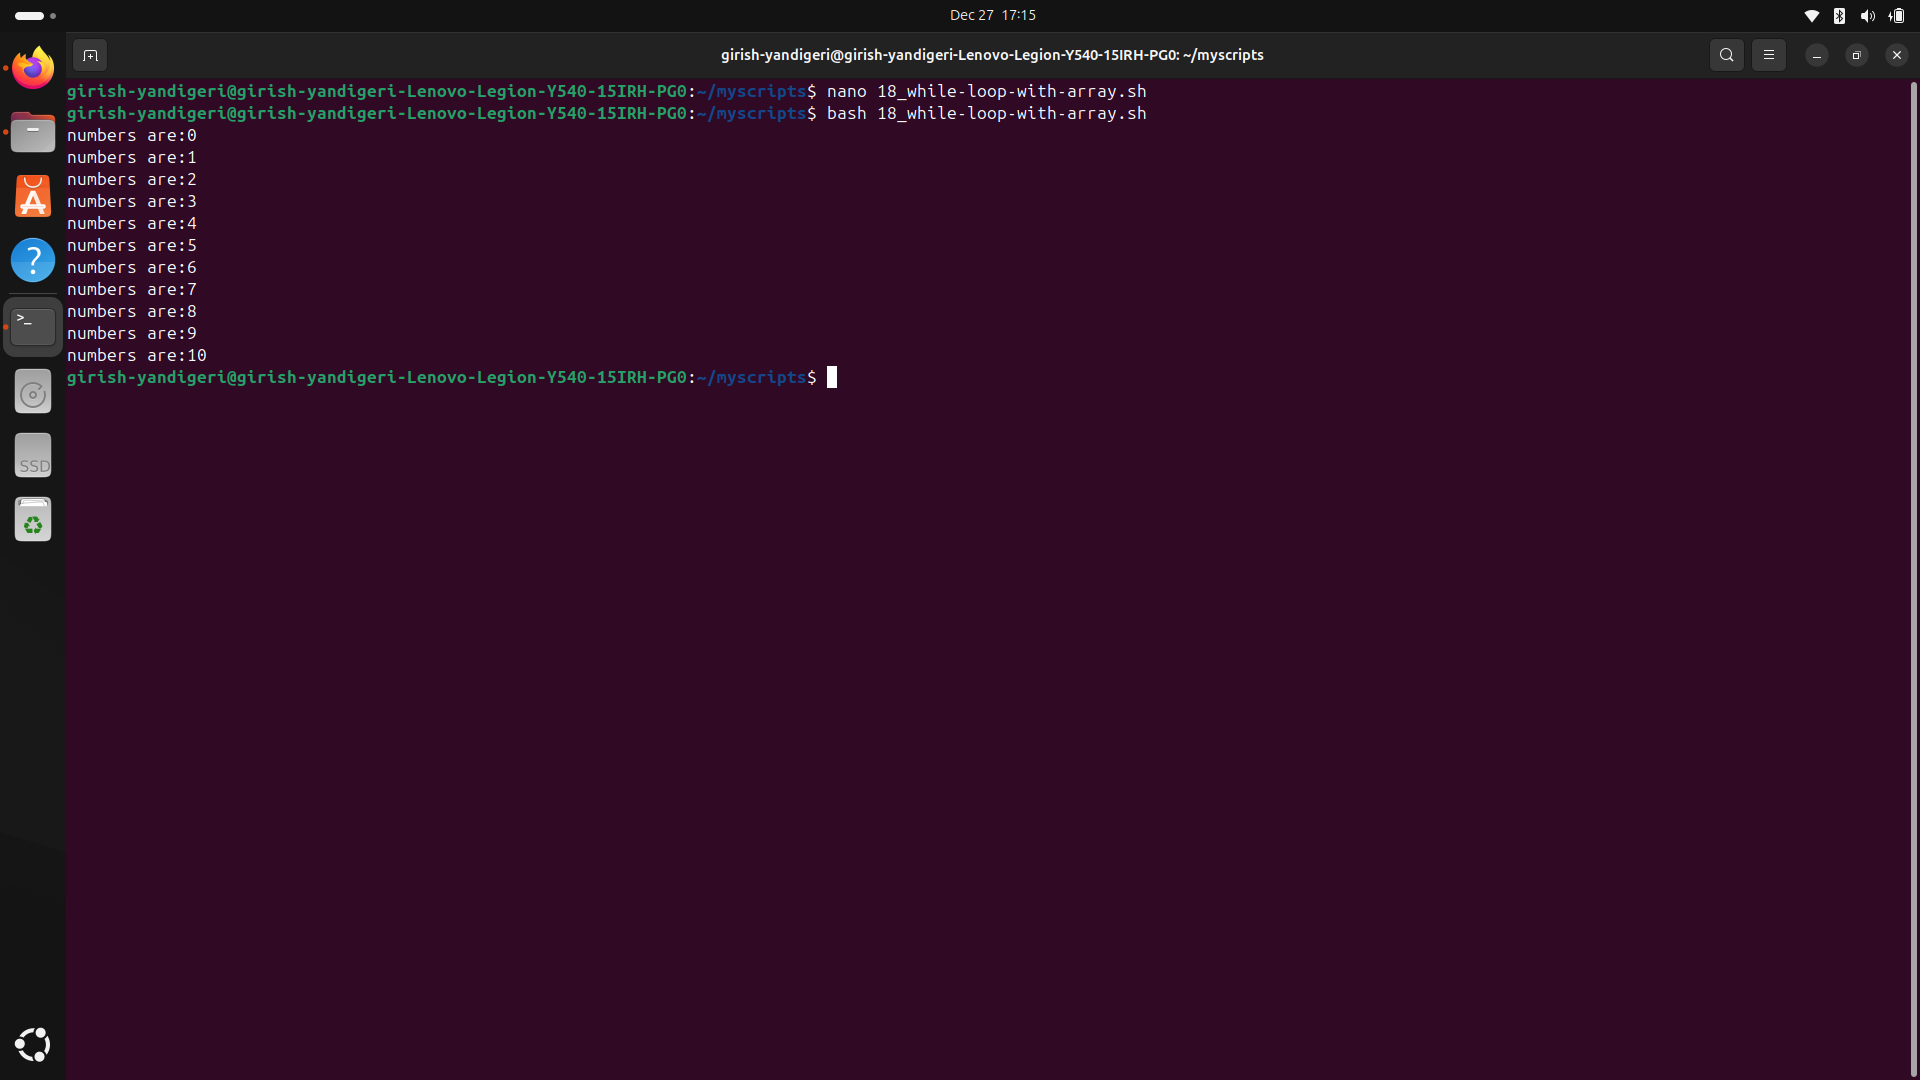 Dec 27 17:15
girish-yandigeri@girish-yandigeri-Lenovo-Legion-Y540-15IRH-PG0: ~/myscripts
girish-yandigeri@girish-yandigeri-Lenovo-Legion-Y540-15IRH-PG0:~/myscripts$ nano 18_while-loop-with-array.sh
girish-yandigeri@girish-yandigeri-Lenovo-Legion-Y540-15IRH-PG0:~/myscripts$ bash 18_while-loop-with-array.sh
numbers are:0
numbers are:1
numbers are:2
numbers are:3
numbers are:4
numbers are:5
numbers are:6
numbers are:7
numbers are:8
numbers are:9
numbers are:10
girish-yandigeri@girish-yandigeri-Lenovo-Legion-Y540-15IRH-PG0:~/myscripts$
SSD